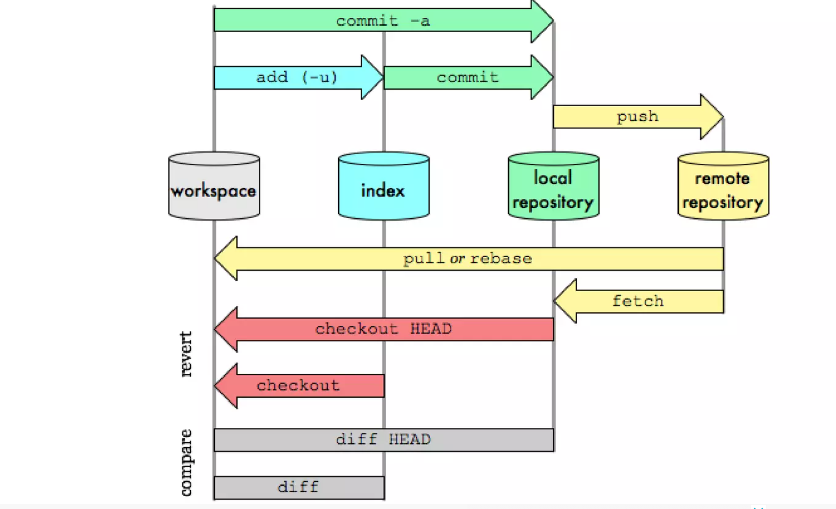 commit -a
add (-u)
commit
push
workspace
index
local
repository
remote
repository
pull or rebase
fetch
checkout HEAD
revert
checkout
diff HEAD
compare
diff